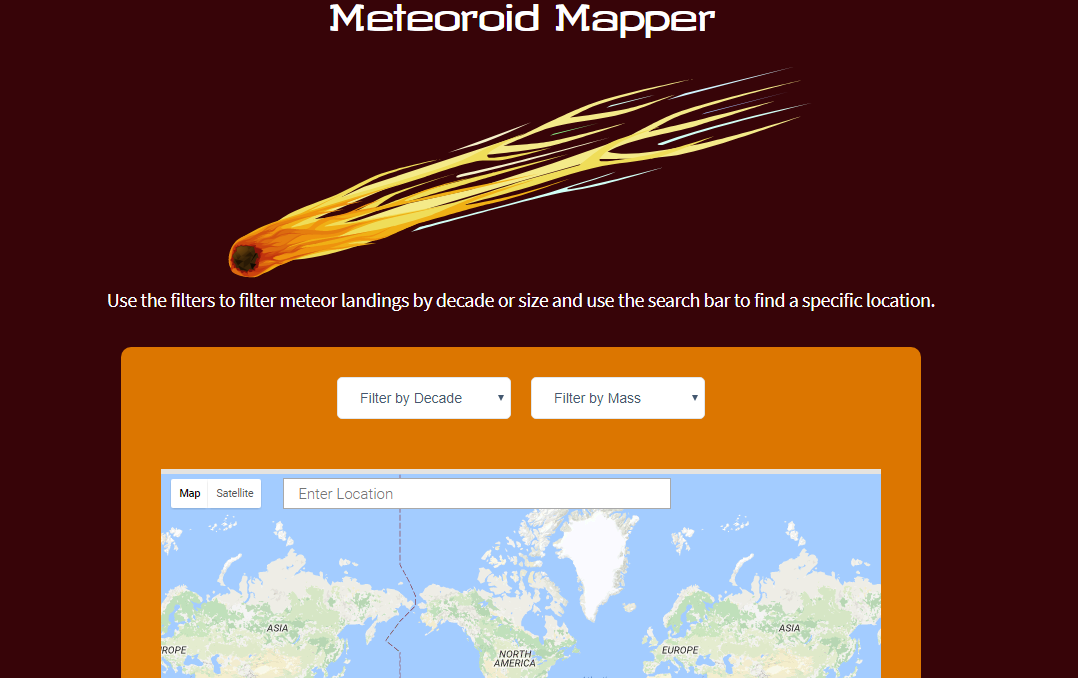 Meteoroid Mapper
Use the filters to filter meteor landings by decade or size and use the search bar to find a specific location.
Filter by Decade
Filter by Mass
Map
Satellite
Enter Location
ASIA
ASIA
ROPE
NORTH
AMERICA
EUROPE